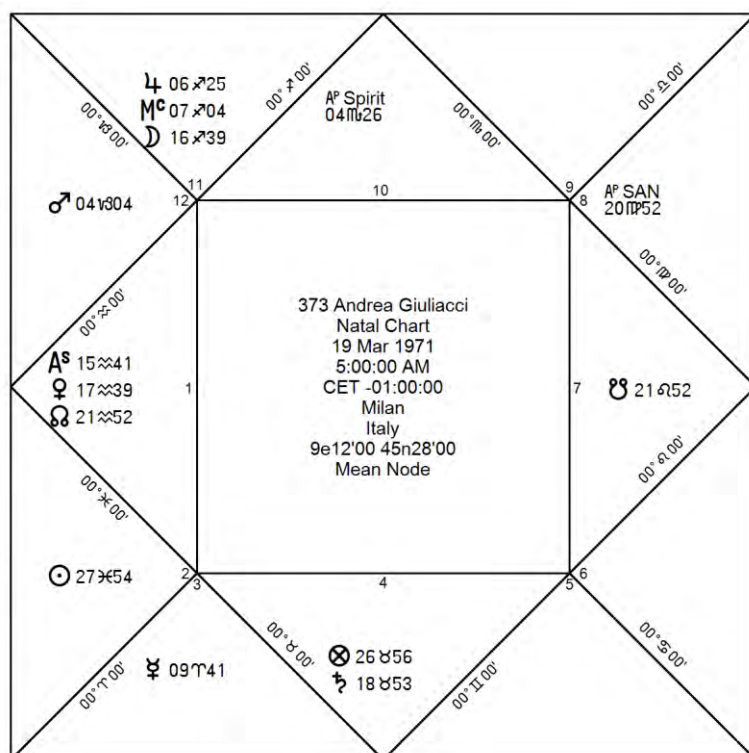 ♃ 06♐25
Mc 07♐04
☽ 16♐39
00°♐00'
AP Spirit
04♏26
00°♏00'
00°♎00'
00°♑00'
11
12
10
9
8
♂ 04♑04
AP SAN
20♍52
00°♍00'
00°♒00'
373 Andrea Giuliacci
Natal Chart
19 Mar 1971
5:00:00 AM
CET -01:00:00
Milan
Italy
9e12'00 45n28'00
Mean Node
As 15♒41
♀ 17♒39
☊ 21♒52
1
7
☋ 21♌52
00°♌00'
00°♓00'
☉ 27♓54
2
3
4
6
5
00°♋00'
☿ 09♈41
00°♈00'
00°♉00'
⊗ 26♉56
♄ 18♉53
00°♊00'